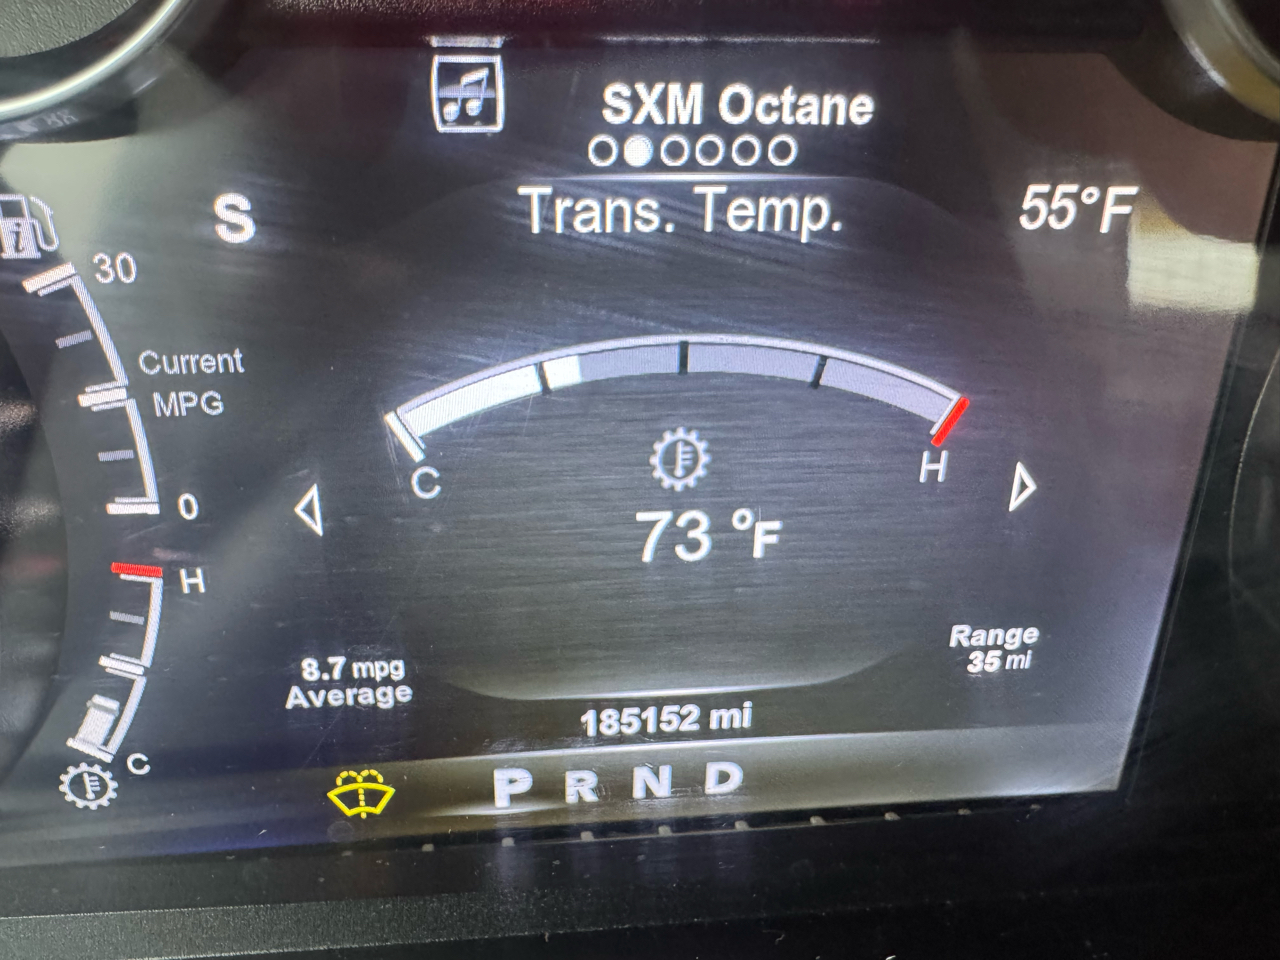 SXM Octane
S
Trans. Temp.
55°F
30
Current
MPG
0
H
C
C
H
73 °F
8.7 mpg
Average
Range
35 mi
185152 mi
P R N D